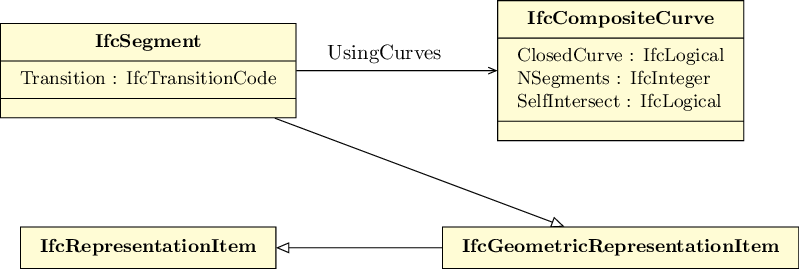 IfcSegment
Transition : IfcTransitionCode
UsingCurves
IfcCompositeCurve
ClosedCurve : IfcLogical
NSegments : IfcInteger
SelfIntersect : IfcLogical
IfcRepresentationItem
IfcGeometricRepresentationItem